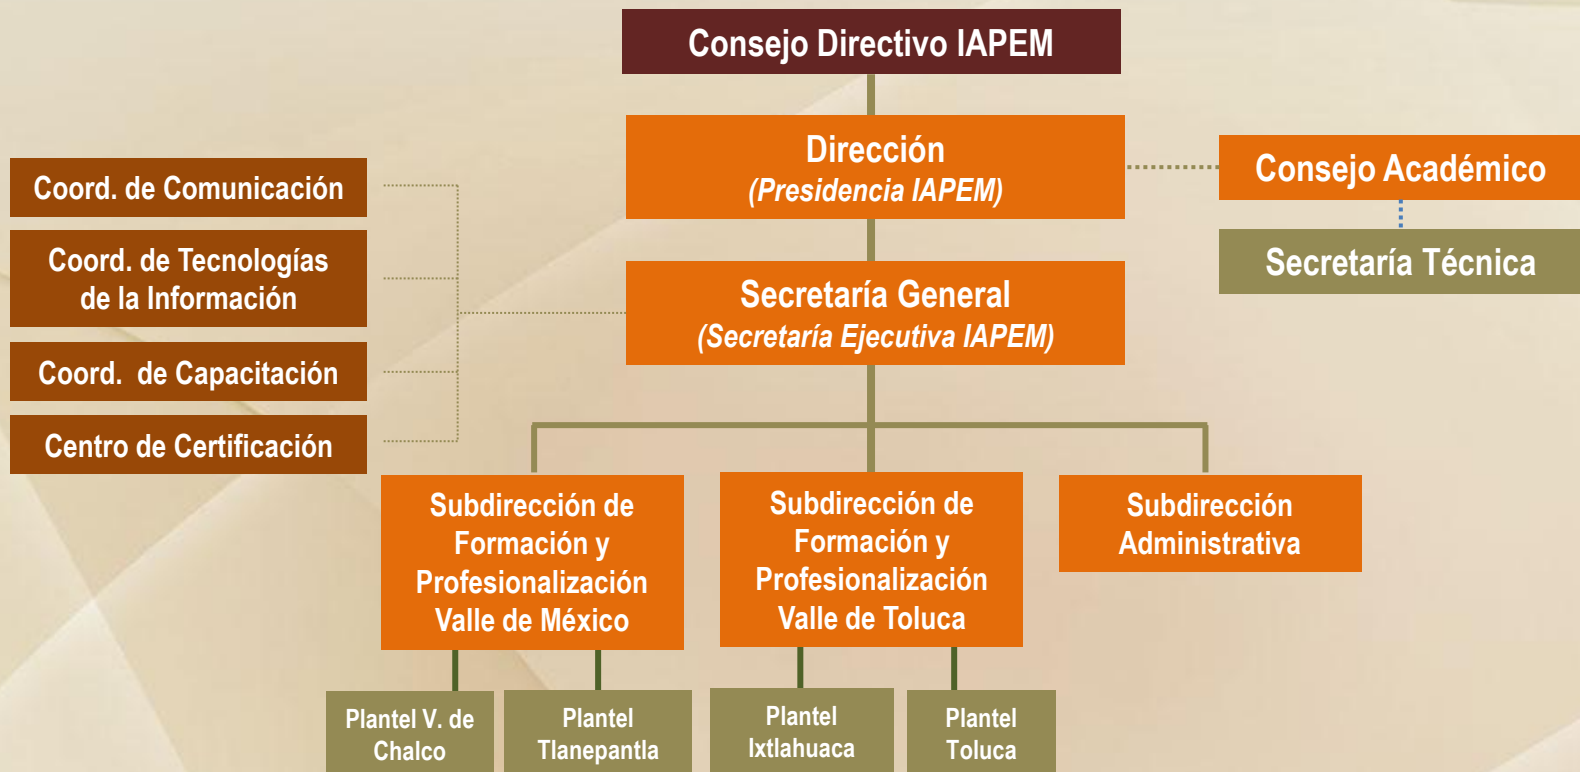 Consejo Directivo IAPEM
Dirección
(Presidencia IAPEM)
Consejo Académico
Secretaría Técnica
Coord. de Comunicación
Coord. de Tecnologías
de la Información
Coord. de Capacitación
Centro de Certificación
Secretaría General
(Secretaría Ejecutiva IAPEM)
Subdirección de
Formación y
Profesionalización
Valle de México
Subdirección de
Formación y
Profesionalización
Valle de Toluca
Subdirección
Administrativa
Plantel V. de
Chalco
Plantel
Tlanepantla
Plantel
Ixtlahuaca
Plantel
Toluca